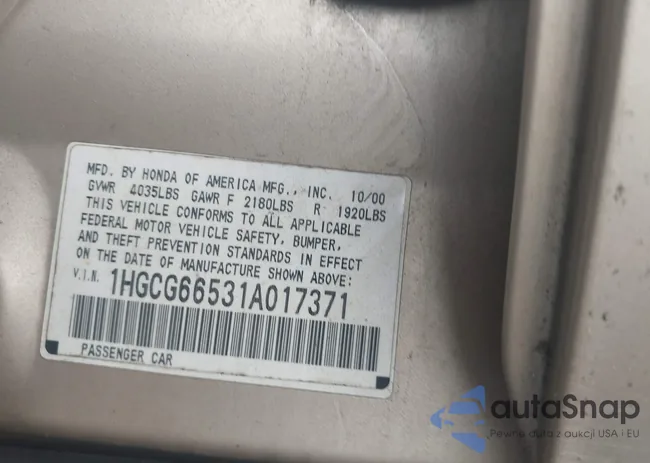 MFD. BY HONDA OF AMERICA MFG., INC. 10/00
GVWR 4035LBS GAWR F 2180LBS R 1920LBS
THIS VEHICLE CONFORMS TO ALL APPLICABLE
FEDERAL MOTOR VEHICLE SAFETY, BUMPER,
AND THEFT PREVENTION STANDARDS IN EFFECT
ON THE DATE OF MANUFACTURE SHOWN ABOVE:
V.I.N. 1HGCG66531A017371
PASSENGER CAR
autaSnap
Pewne auta z aukcji USA i EU